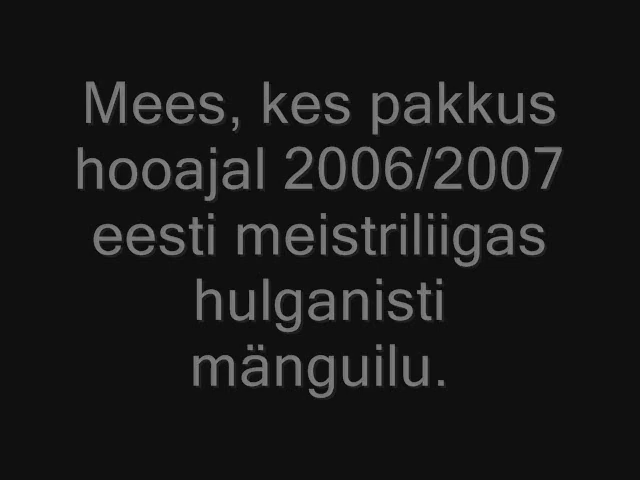 Mees, kes pakkus
hooajal 2006/2007
eesti meistriliigas
hulganisti
mänguilu.